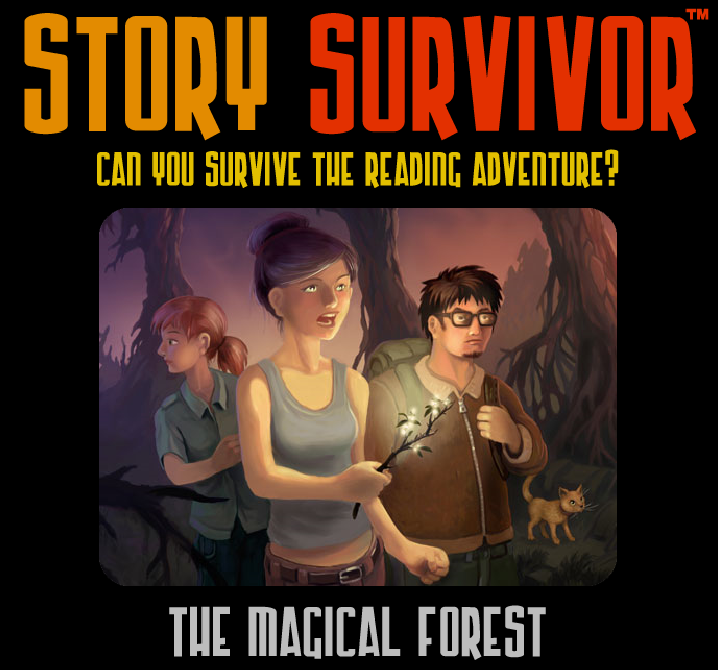 STORY SURVIVOR™
CAN YOU SURVIVE THE READING ADVENTURE?
THE MAGICAL FOREST